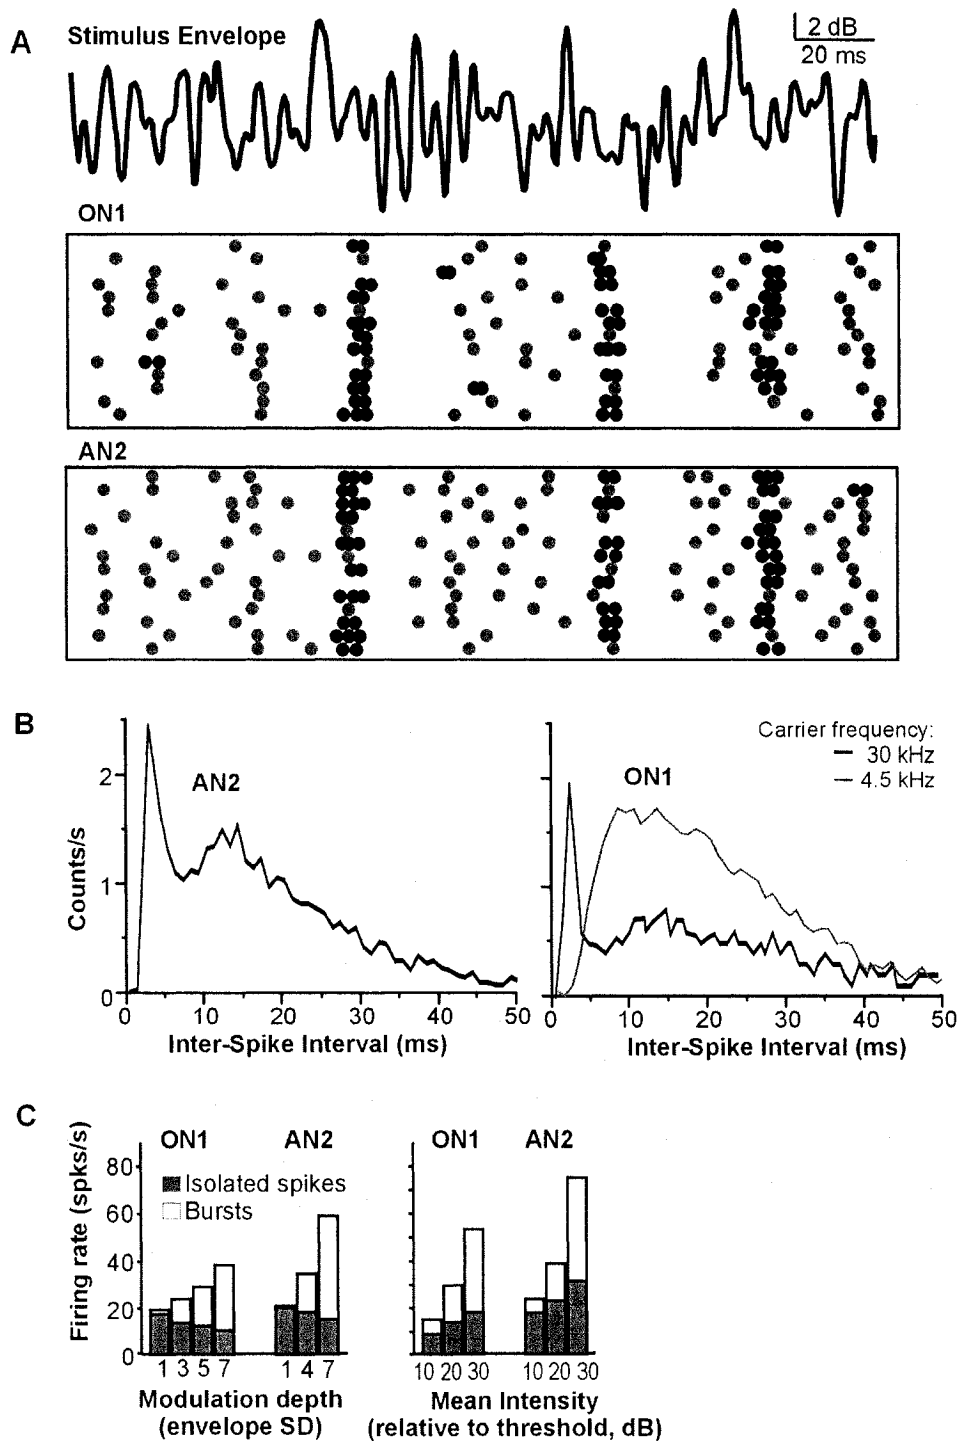 A
Stimulus Envelope
2 dB
20 ms
ON1
AN2
B
Counts/s
2
1
0
AN2
0 10 20 30 40 50
Inter-Spike Interval (ms)
ON1
Carrier frequency:
30 kHz
4.5 kHz
0 10 20 30 40 50
Inter-Spike Interval (ms)
C
Firing rate (spks/s)
80
60
40
20
0
ON1 AN2
Isolated spikes
Bursts
1 3 5 7 1 4 7
Modulation depth
(envelope SD)
ON1 AN2
10 20 30 10 20 30
Mean Intensity
(relative to threshold, dB)